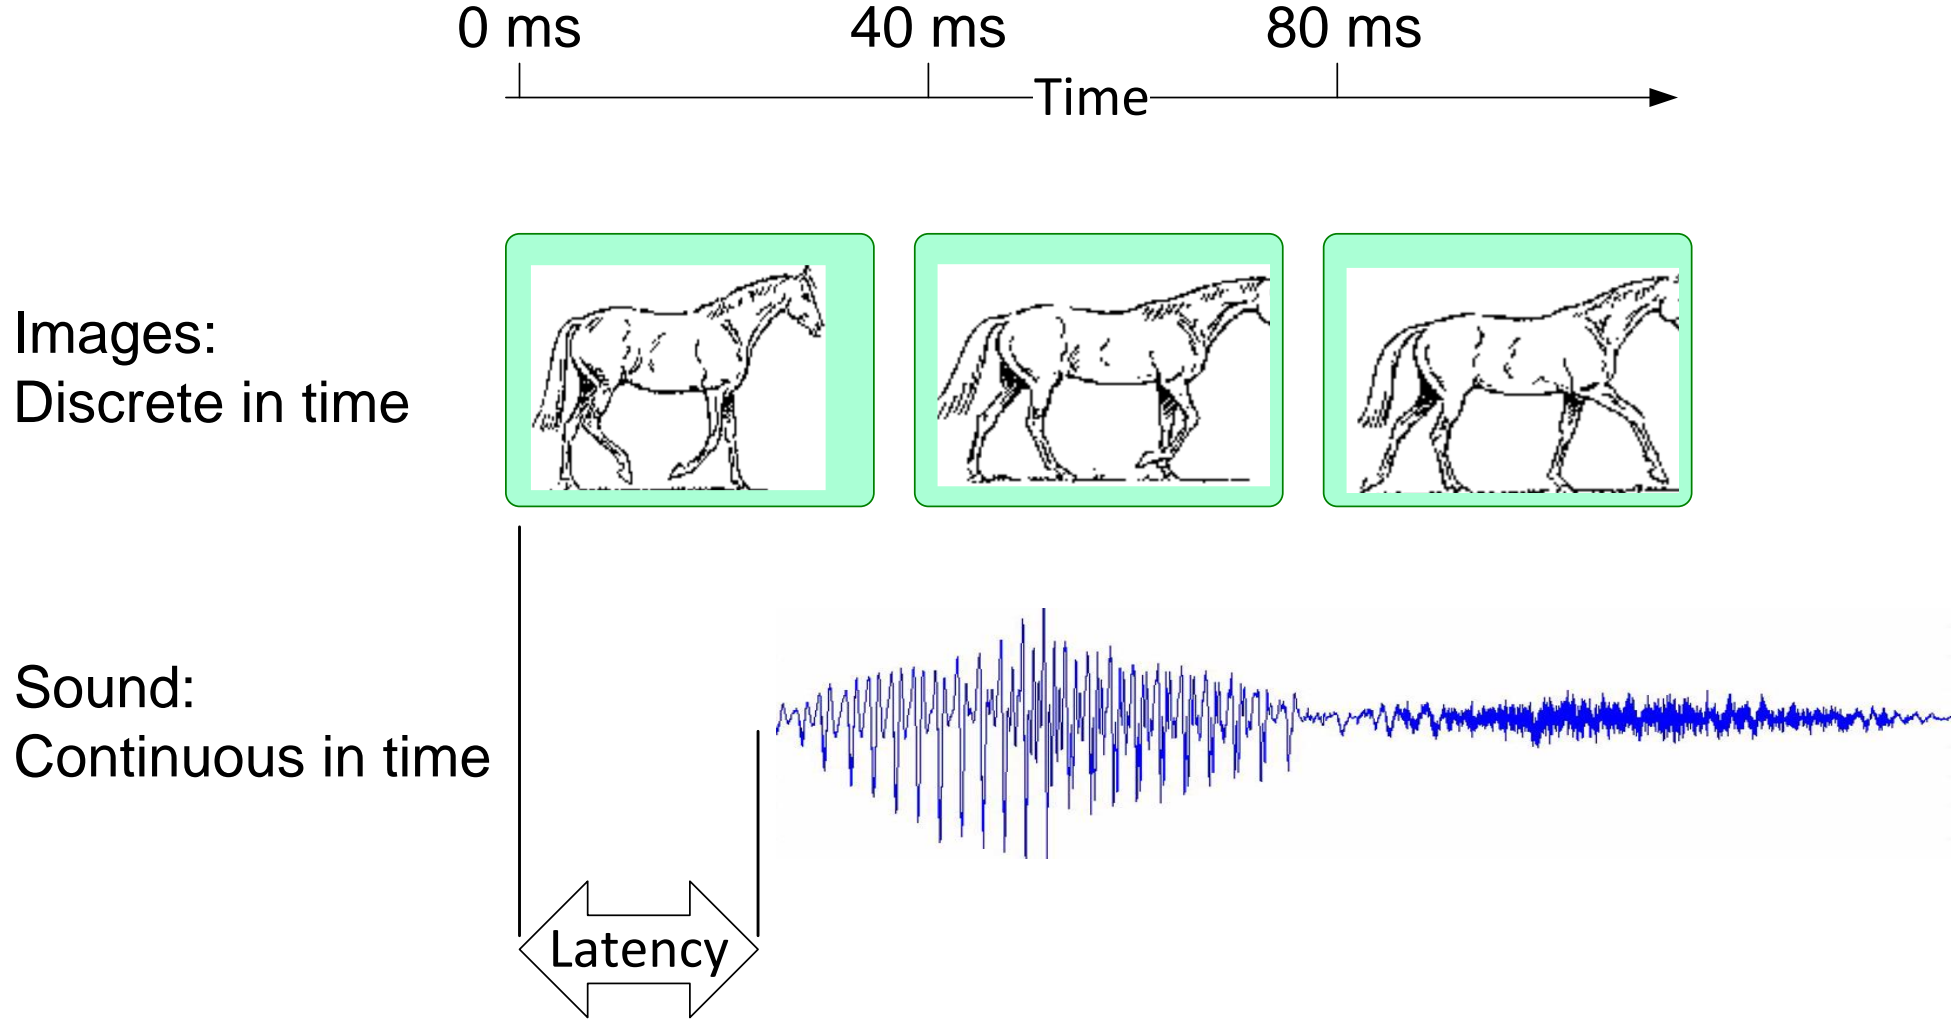 0 ms 40 ms 80 ms
Time
Images:
Discrete in time
Sound:
Continuous in time
Latency